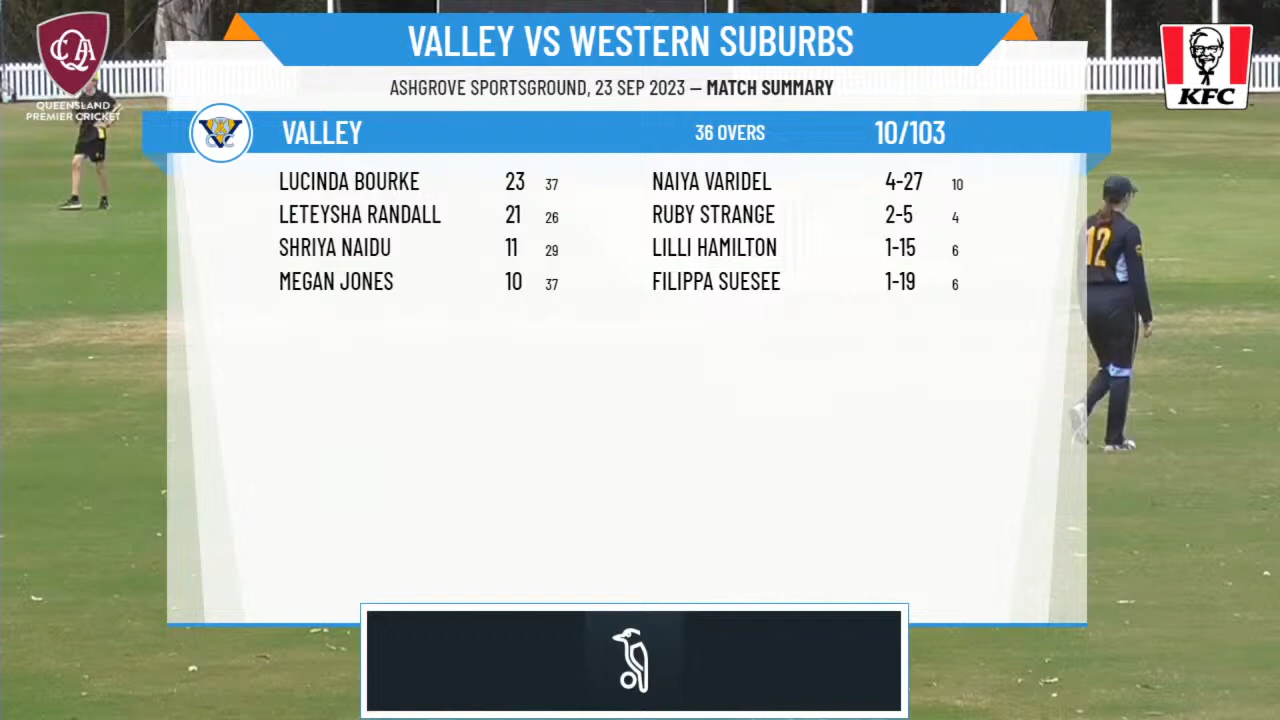 VALLEY VS WESTERN SUBURBS
ASHGROVE SPORTSGROUND, 23 SEP 2023 – MATCH SUMMARY
QUEENSLAND
PREMIER CRICKET
KFC
VALLEY 36 OVERS 10/103
LUCINDA BOURKE 23 37 NAIYA VARIDEL 4-27 10
LETEYSHA RANDALL 21 26 RUBY STRANGE 2-5 4
SHRIYA NAIDU 11 29 LILLI HAMILTON 1-15 6
MEGAN JONES 10 37 FILIPPA SUESEE 1-19 6
12